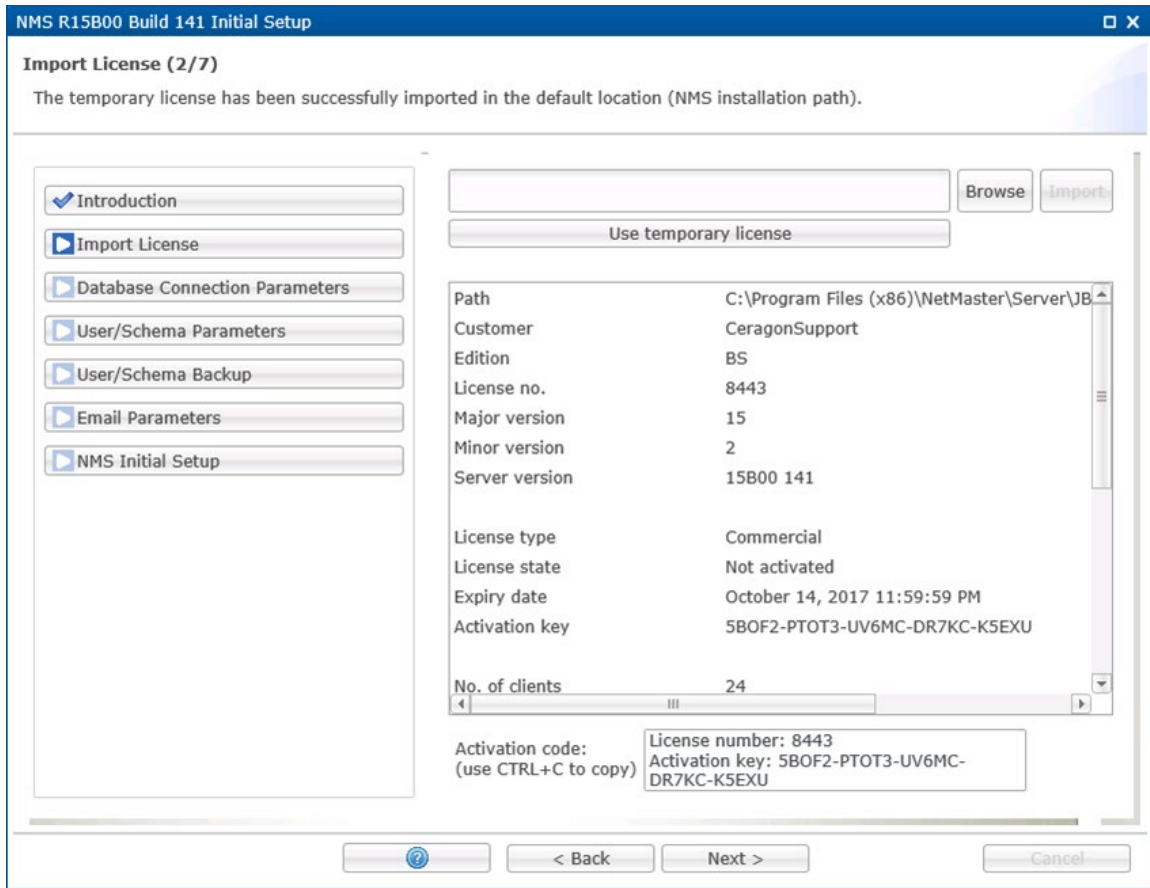 NMS R15B00 Build 141 Initial Setup
Import License (2/7)
The temporary license has been successfully imported in the default location (NMS installation path).
Introduction
Import License
Database Connection Parameters
User/Schema Parameters
User/Schema Backup
Email Parameters
NMS Initial Setup
Browse Import
Use temporary license
Path C:\Program Files (x86)\NetMaster\Server\JB
Customer CeragonSupport
Edition BS
License no. 8443
Major version 15
Minor version 2
Server version 15B00 141
License type Commercial
License state Not activated
Expiry date October 14, 2017 11:59:59 PM
Activation key 5BOF2-PTOT3-UV6MC-DR7KC-K5EXU
No. of clients 24
Activation code:
(use CTRL+C to copy)
License number: 8443
Activation key: 5BOF2-PTOT3-UV6MC-
DR7KC-K5EXU
< Back Next > Cancel